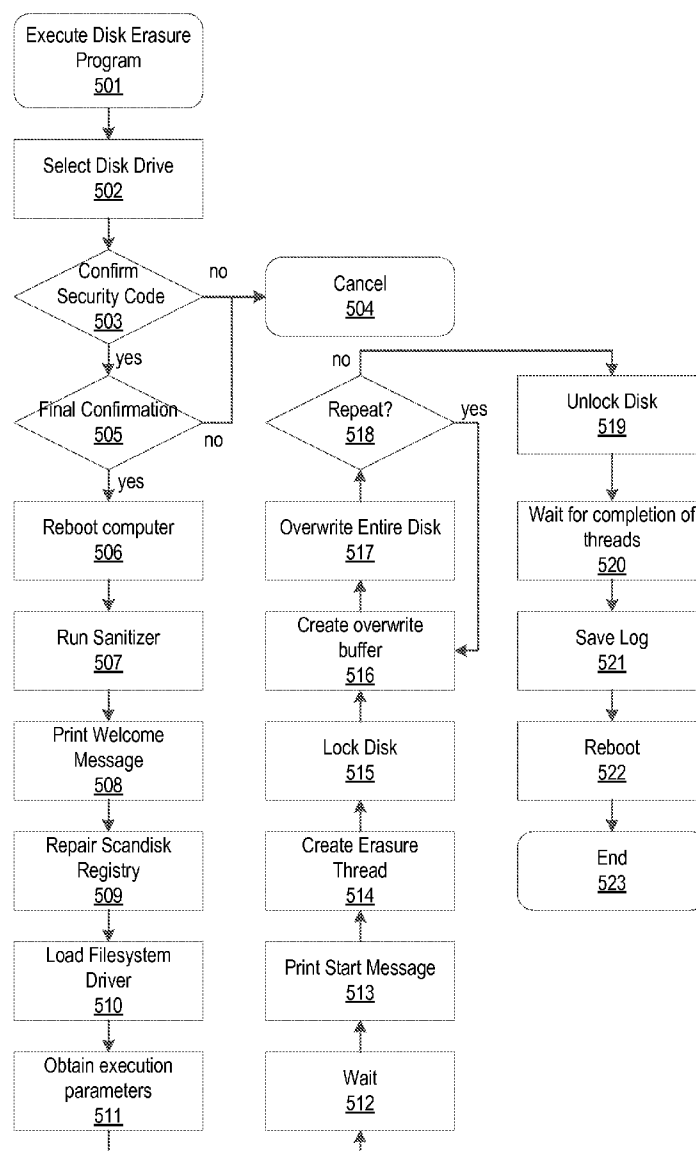 Execute Disk Erasure
Program
501
Select Disk Drive
502
Confirm
Security Code
503
no
yes
Cancel
504
Final Confirmation
505
no
yes
Reboot computer
506
Run Sanitizer
507
Print Welcome
Message
508
Repair Scandisk
Registry
509
Load Filesystem
Driver
510
Obtain execution
parameters
511
Wait
512
Print Start Message
513
Create Erasure
Thread
514
Lock Disk
515
Create overwrite
buffer
516
Overwrite Entire Disk
517
Repeat?
518
yes
no
Unlock Disk
519
Wait for completion of
threads
520
Save Log
521
Reboot
522
End
523